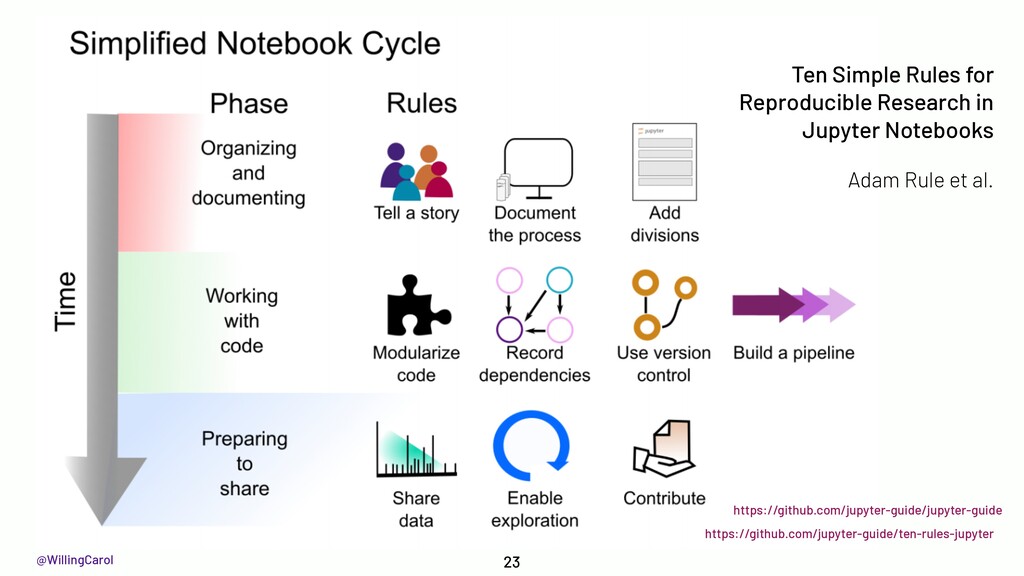 Simplified Notebook Cycle
Ten Simple Rules for
Reproducible Research in
Jupyter Notebooks
Adam Rule et al.
Phase
Rules
Time
Organizing
and
documenting
Tell a story
Document
the process
jupyter
Add
divisions
Working
with
code
Modularize
code
Record
dependencies
Use version
control
Build a pipeline
Preparing
to
share
Share
data
Enable
exploration
Contribute
https://github.com/jupyter-guide/jupyter-guide
https://github.com/jupyter-guide/ten-rules-jupyter
@WillingCarol
23